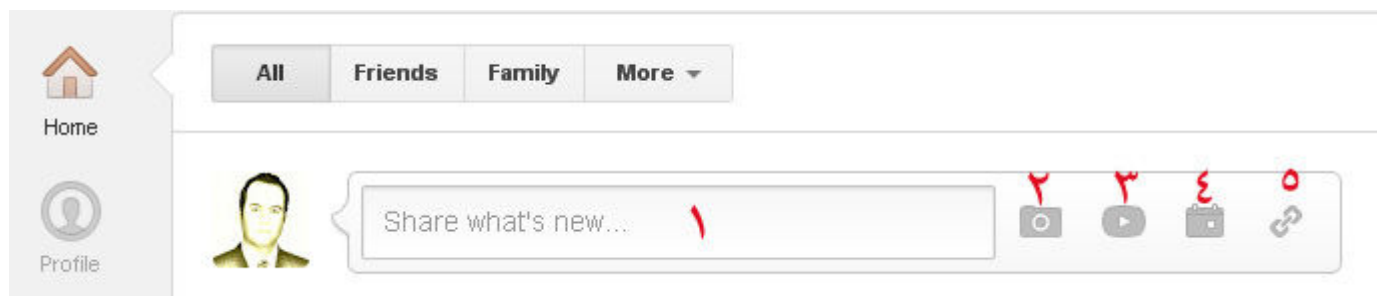 All Friends Family More
Home
٢ ٣ ٤ ٥
Share what's new... ١
Profile